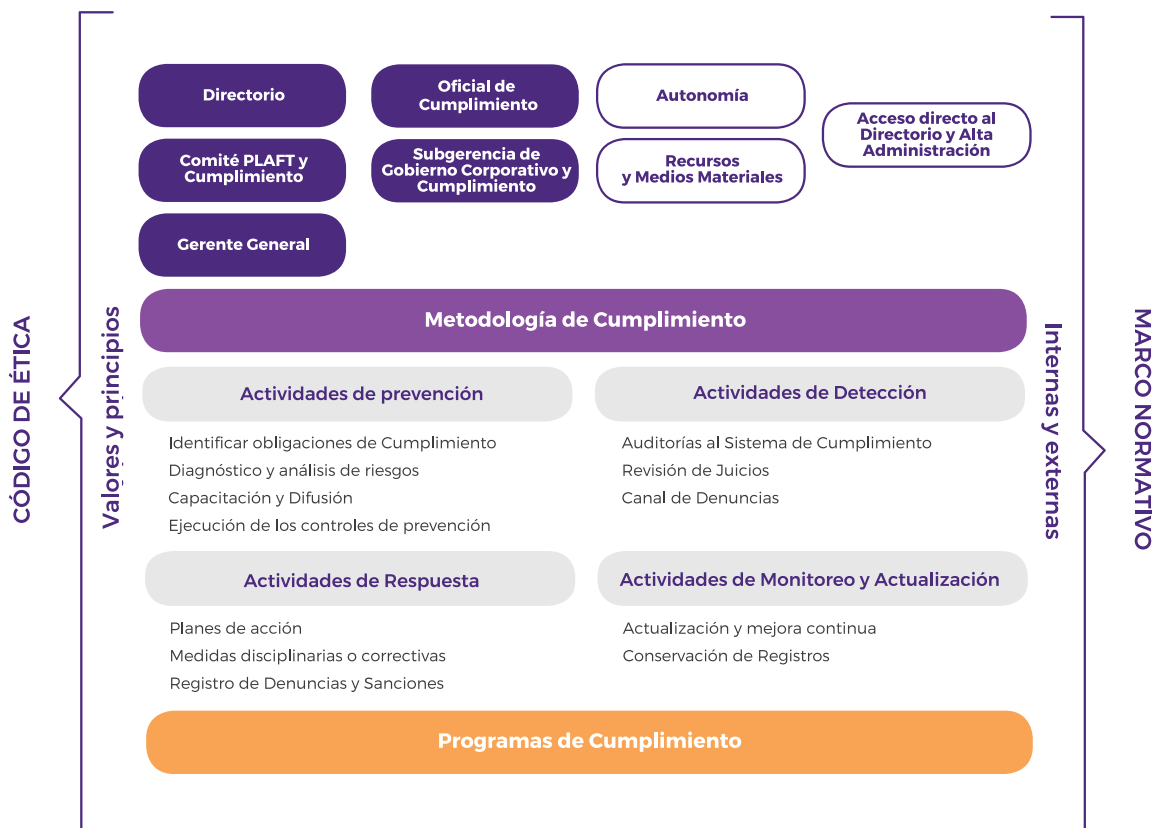 CÓDIGO DE ÉTICA
Valores y principios
Directorio
Comité PLAFT y
Cumplimiento
Gerente General
Oficial de
Cumplimiento
Subgerencia de
Gobierno Corporativo y
Cumplimiento
Autonomía
Recursos
y Medios Materiales
Acceso directo al
Directorio y Alta
Administración
Metodología de Cumplimiento
Actividades de prevención
Identificar obligaciones de Cumplimiento
Diagnóstico y análisis de riesgos
Capacitación y Difusión
Ejecución de los controles de prevención
Actividades de Detección
Auditorías al Sistema de Cumplimiento
Revisión de Juicios
Canal de Denuncias
Actividades de Respuesta
Planes de acción
Medidas disciplinarias o correctivas
Registro de Denuncias y Sanciones
Actividades de Monitoreo y Actualización
Actualización y mejora continua
Conservación de Registros
Programas de Cumplimiento
Internas y externas
MARCO NORMATIVO